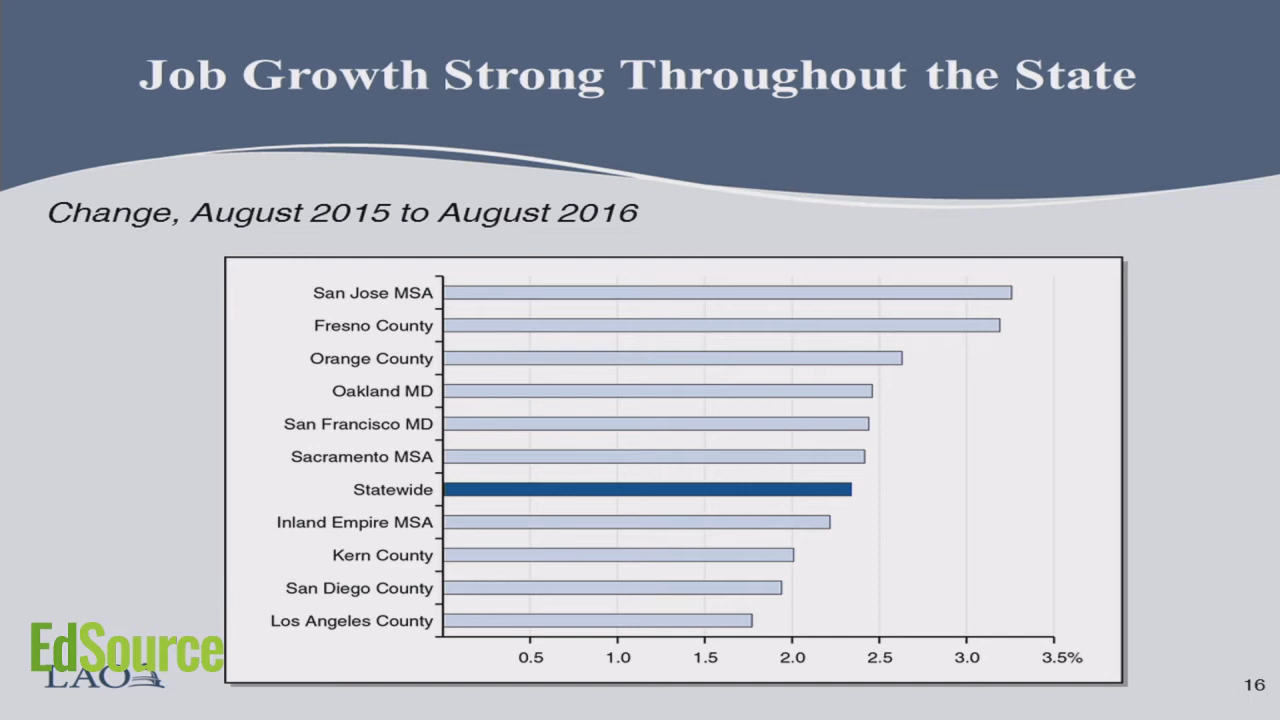 Job Growth Strong Throughout the State
Change, August 2015 to August 2016
San Jose MSA
Fresno County
Orange County
Oakland MD
San Francisco MD
Sacramento MSA
Statewide
Inland Empire MSA
Kern County
San Diego County
Los Angeles County
0.5 1.0 1.5 2.0 2.5 3.0 3.5%
EdSource
LAO
16